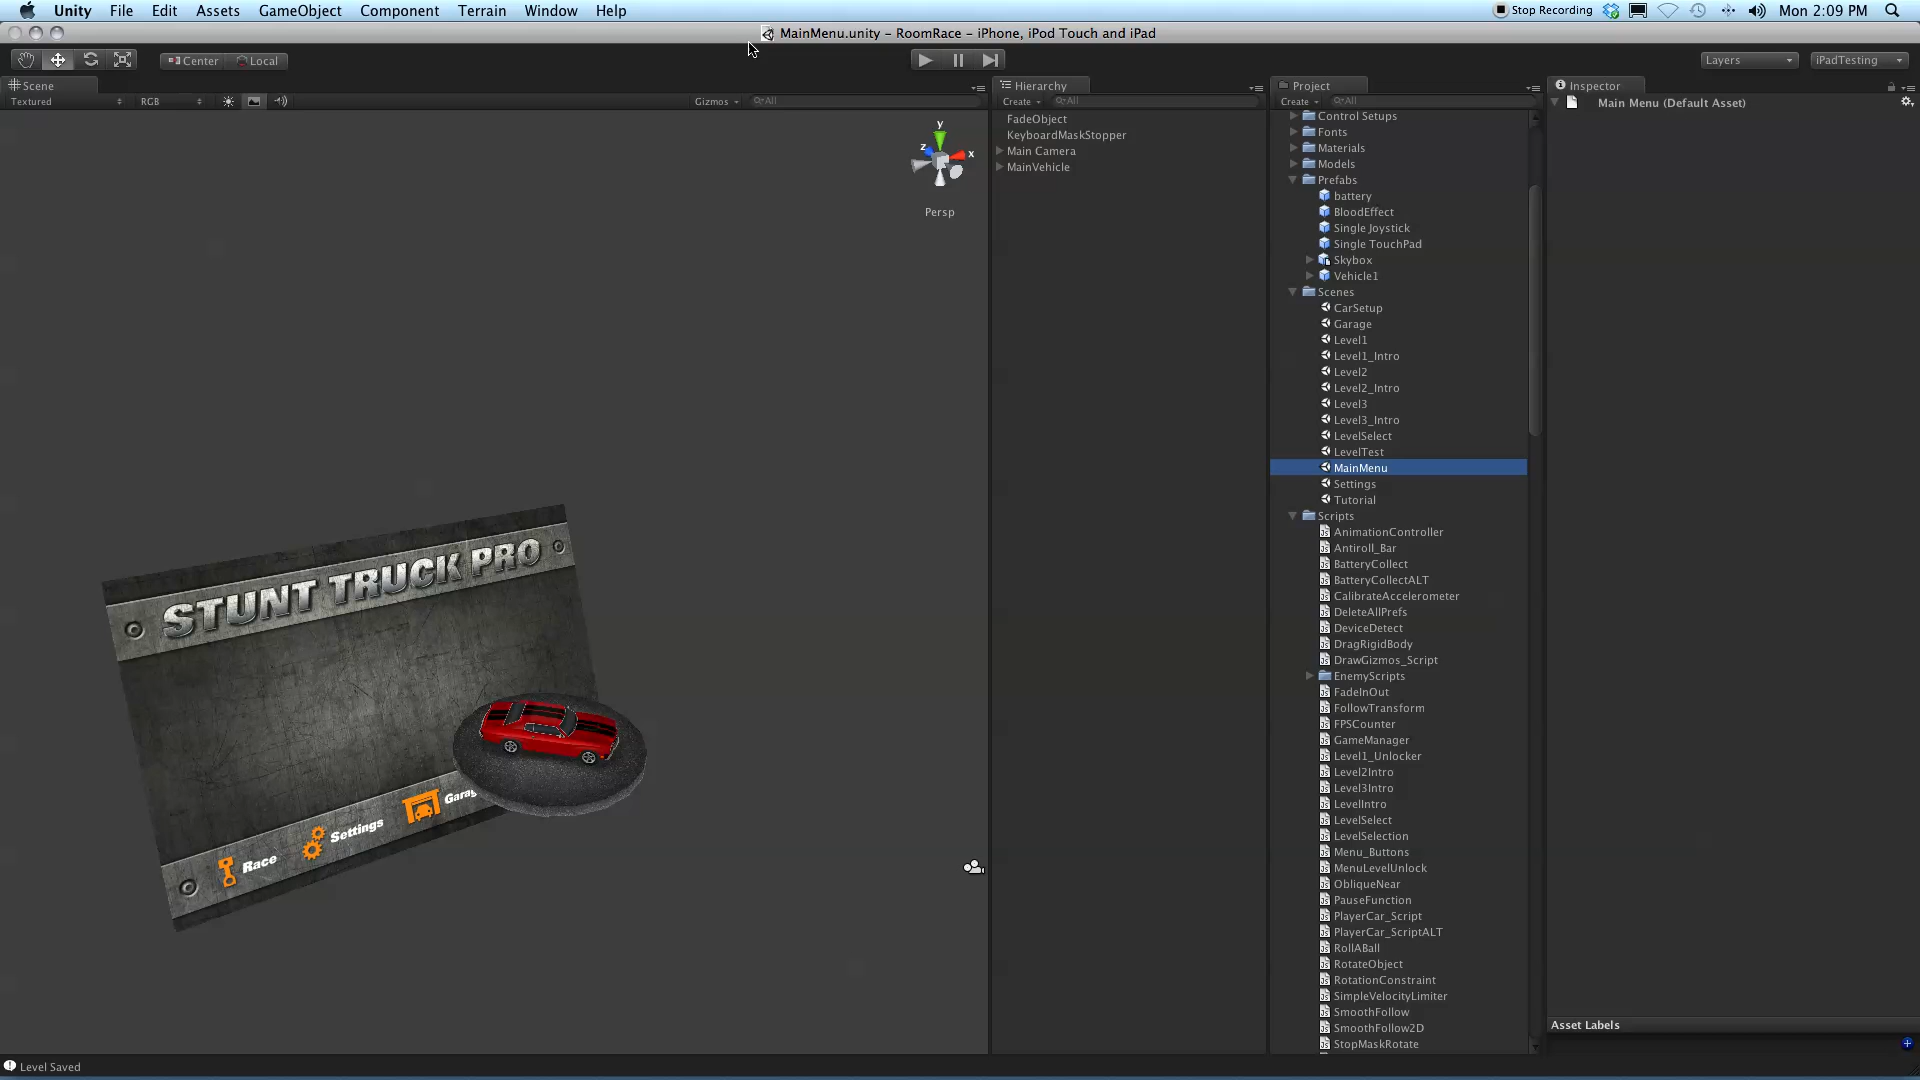 Unity File Edit Assets GameObject Component Terrain Window Help
Stop Recording Mon 2:09 PM
MainMenu.unity – RoomRace – iPhone, iPod Touch and iPad
Center Local
Layers iPadTesting
Scene
Textured RGB Gizmos All
y
z x
Persp
STUNT TRUCK PRO
Race Settings
Hierarchy
Create All
FadeObject
KeyboardMaskStopper
Main Camera
MainVehicle
Project
Create All
Control Setups
Fonts
Materials
Models
Prefabs
battery
BloodEffect
Single Joystick
Single TouchPad
Skybox
Vehicle1
Scenes
CarSetup
Garage
Level1
Level1_Intro
Level2
Level2_Intro
Level3
Level3_Intro
LevelSelect
LevelTest
MainMenu
Settings
Tutorial
Scripts
AnimationController
Antiroll_Bar
BatteryCollect
BatteryCollectALT
CalibrateAccelerometer
DeleteAllPrefs
DeviceDetect
DragRigidBody
DrawGizmos_Script
EnemyScripts
FadeInOut
FollowTransform
FPSCounter
GameManager
Level1_Unlocker
Level2Intro
Level3Intro
LevelIntro
LevelSelect
LevelSelection
Menu_Buttons
MenuLevelUnlock
ObliqueNear
PauseFunction
PlayerCar_Script
PlayerCar_ScriptALT
RollABall
RotateObject
RotationConstraint
SimpleVelocityLimiter
SmoothFollow
SmoothFollow2D
StopMaskRotate
Inspector
Main Menu (Default Asset)
Asset Labels
Level Saved